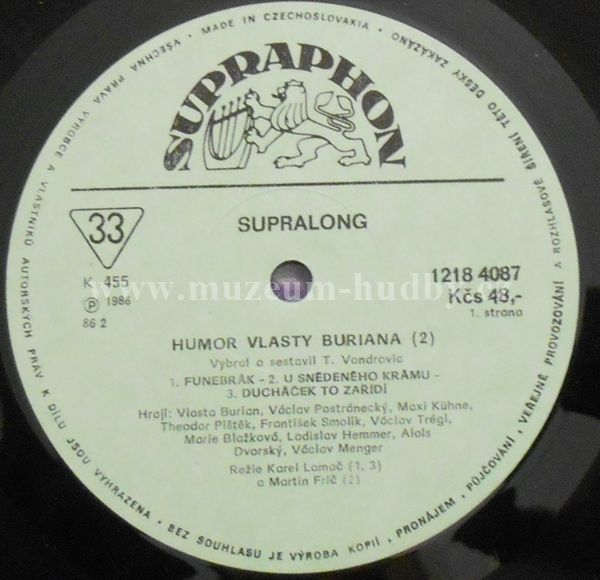 MADE IN CZECHOSLOVAKIA • VŠECHNA PRÁVA VÝROBCE A VLASTNÍKŮ AUTORSKÝCH PRÁV K DÍLU JSOU VYHRAZENA • BEZ SOUHLASU JE VÝROBA KOPIÍ, PRONÁJEM, PŮJČOVÁNÍ, VEŘEJNÉ PROVOZOVÁNÍ A ROZHLASOVÉ ŠÍŘENÍ TÉTO DESKY ZAKÁZÁNO •
SUPRAPHON
33
SUPRALONG
K 455
Ⓟ 1986
86 2
1218 4087
Kčs 48,-
1. strana
www.muzeum-hudby.cz
HUMOR VLASTY BURIANA (2)
Vybral a sestavil T. Vondrovic
1. FUNEBRÁK - 2. U SNĚDENÉHO KRÁMU -
3. DUCHÁČEK TO ZAŘÍDÍ
Hrají: Vlasta Burian, Václav Postránecký, Maxi Kühne,
Theodor Pištěk, František Smolík, Václav Trégl,
Marie Blažková, Ladislav Hemmer, Alois
Dvorský, Václav Menger
Režie Karel Lamač (1, 3)
a Martin Frič (2)